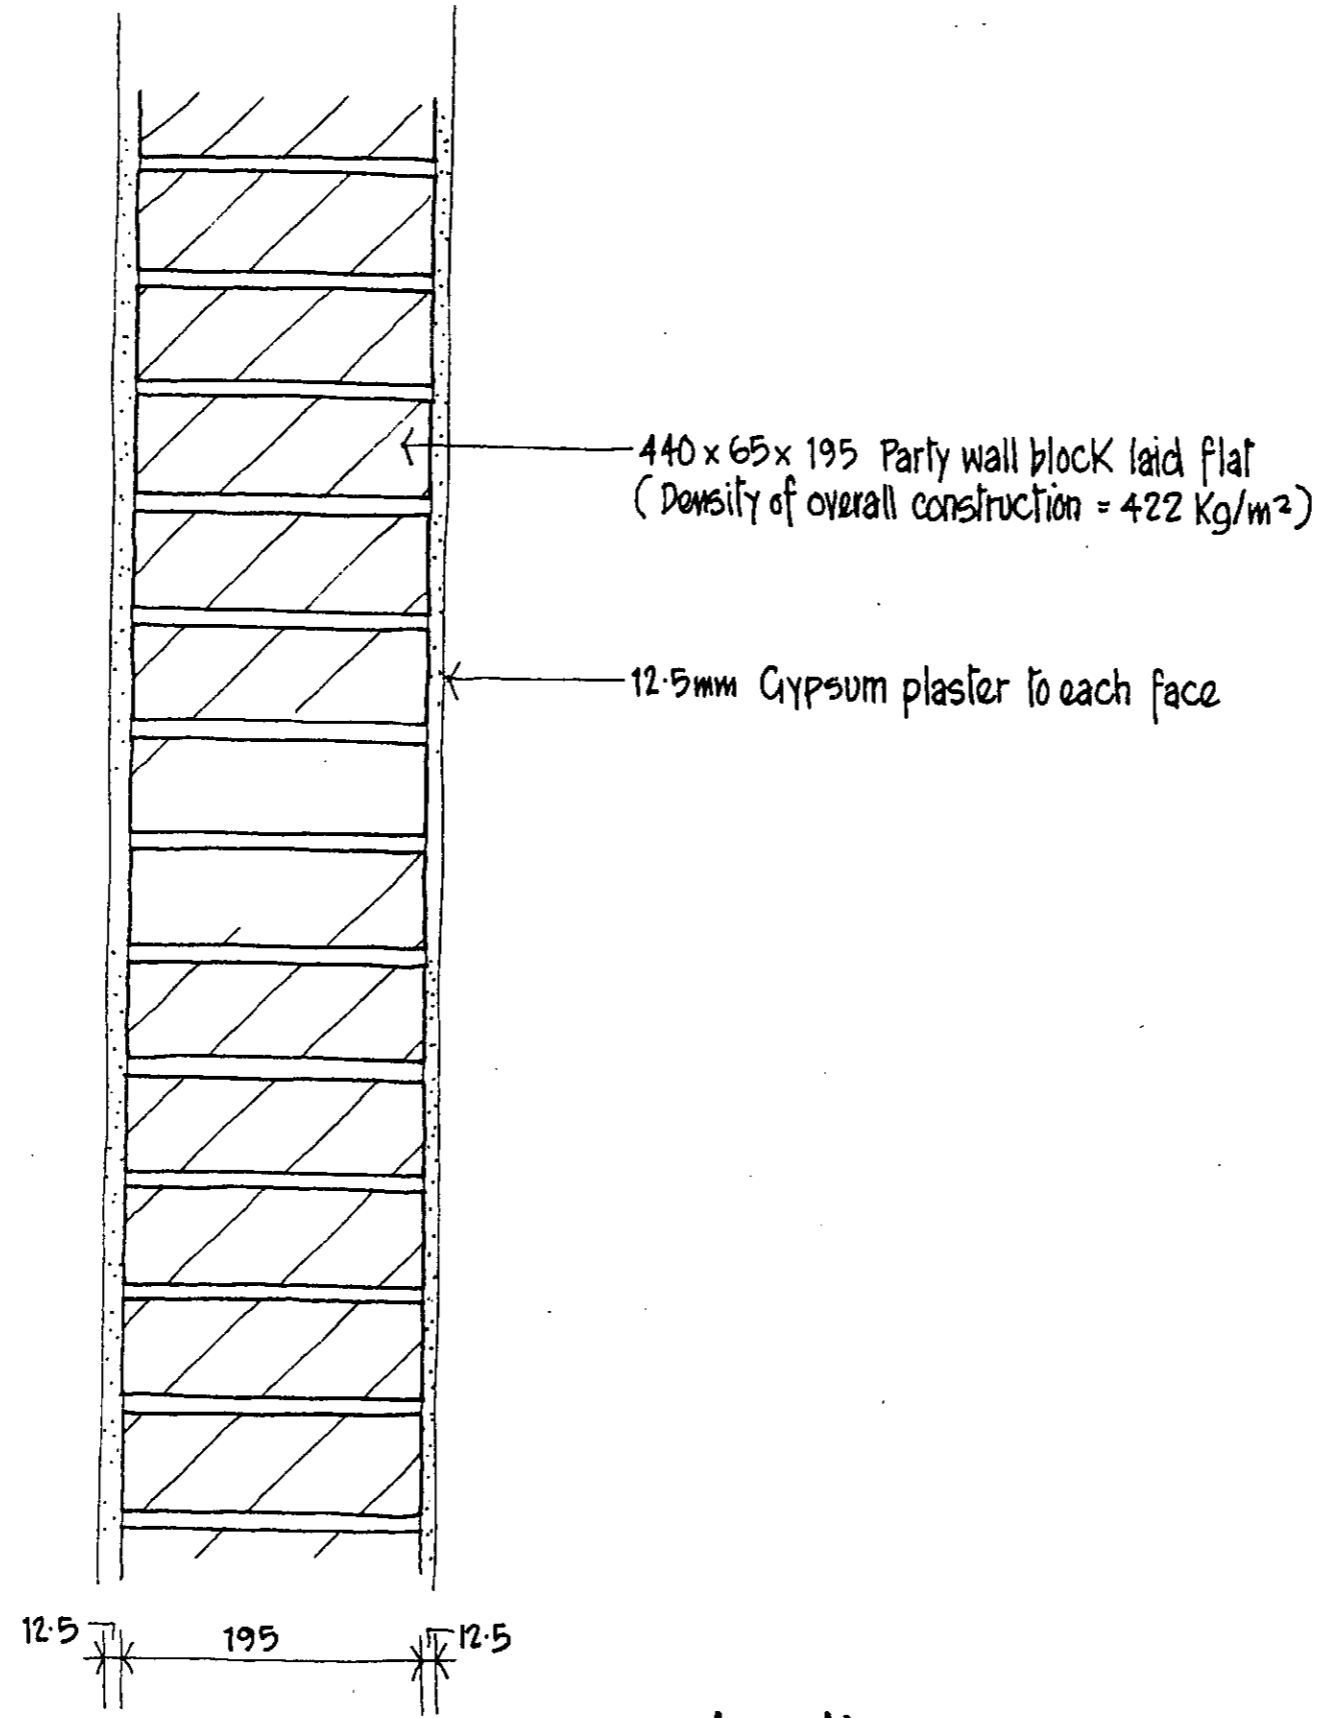 440 x 65 x 195 Party wall block laid flat
(Density of overall construction = 422 Kg/m²)
12.5mm Gypsum plaster to each face
12.5 195 12.5